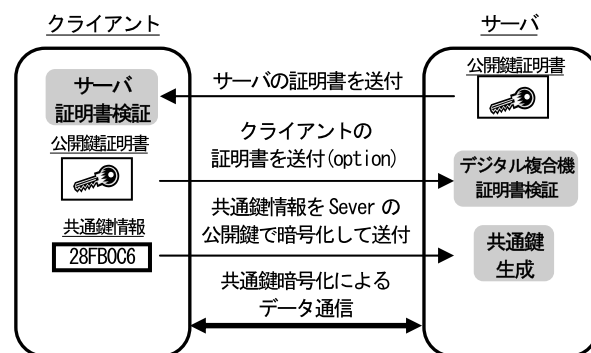 クライアント
サーバ
公開鍵証明書
サーバの証明書を送付
サーバ
証明書検証
公開鍵証明書
クライアントの
証明書を送付(option)
デジタル複合機
証明書検証
共通鍵情報
28FB0C6
共通鍵情報をSeverの
公開鍵で暗号化して送付
共通鍵
生成
共通鍵暗号化による
データ通信